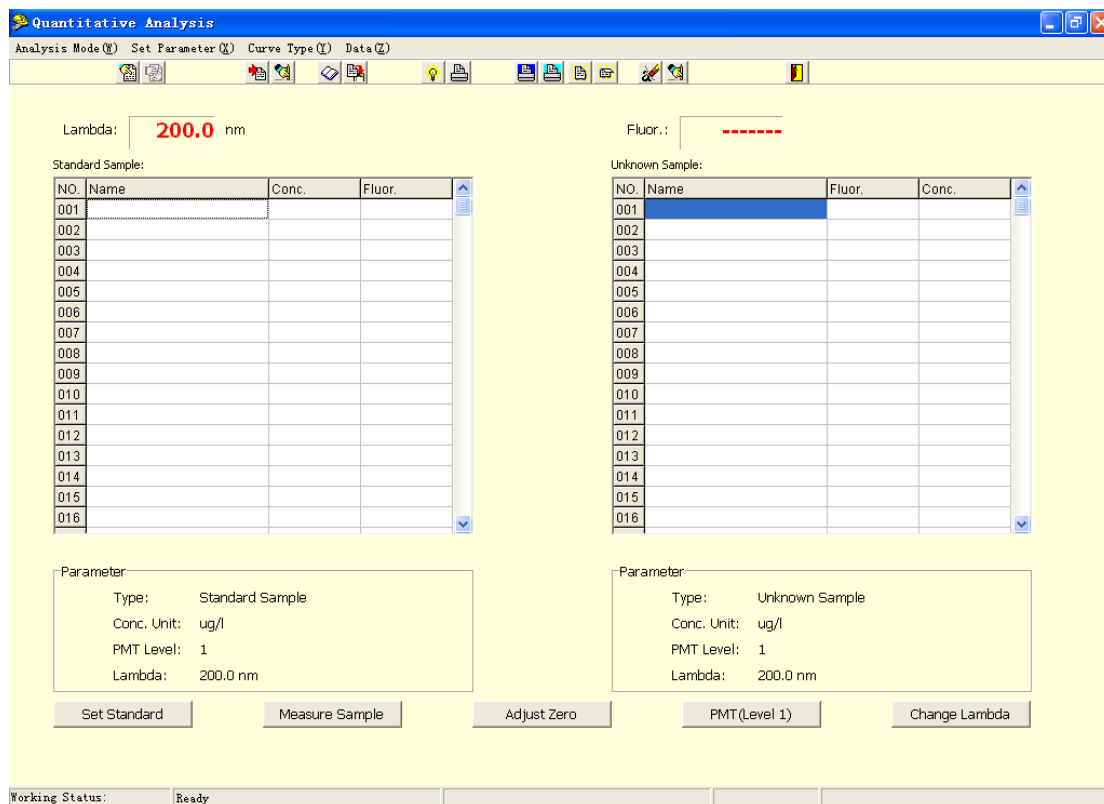 Quantitative Analysis
Analysis Mode(W) Set Parameter(X) Curve Type(Y) Data(Z)
Lambda: 200.0 nm
Fluor.: -------
Standard Sample:
Unknown Sample:
NO. Name Conc. Fluor.
001
002
003
004
005
006
007
008
009
010
011
012
013
014
015
016
NO. Name Fluor. Conc.
001
002
003
004
005
006
007
008
009
010
011
012
013
014
015
016
Parameter
Type: Standard Sample
Conc. Unit: ug/l
PMT Level: 1
Lambda: 200.0 nm
Parameter
Type: Unknown Sample
Conc. Unit: ug/l
PMT Level: 1
Lambda: 200.0 nm
Set Standard Measure Sample Adjust Zero PMT(Level 1) Change Lambda
Working Status: Ready